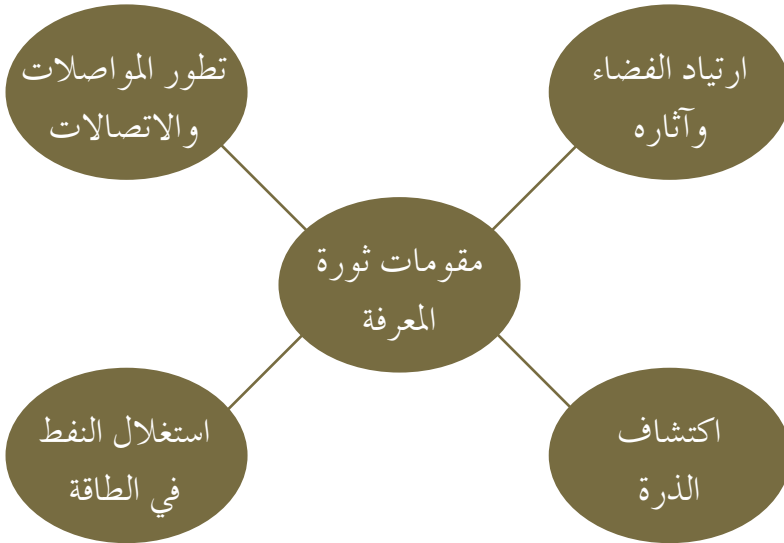 ارتياد الفضاء
وآثاره
تطور المواصلات
والاتصالات
مقومات ثورة
المعرفة
اكتشاف
الذرة
استغلال النفط
في الطاقة